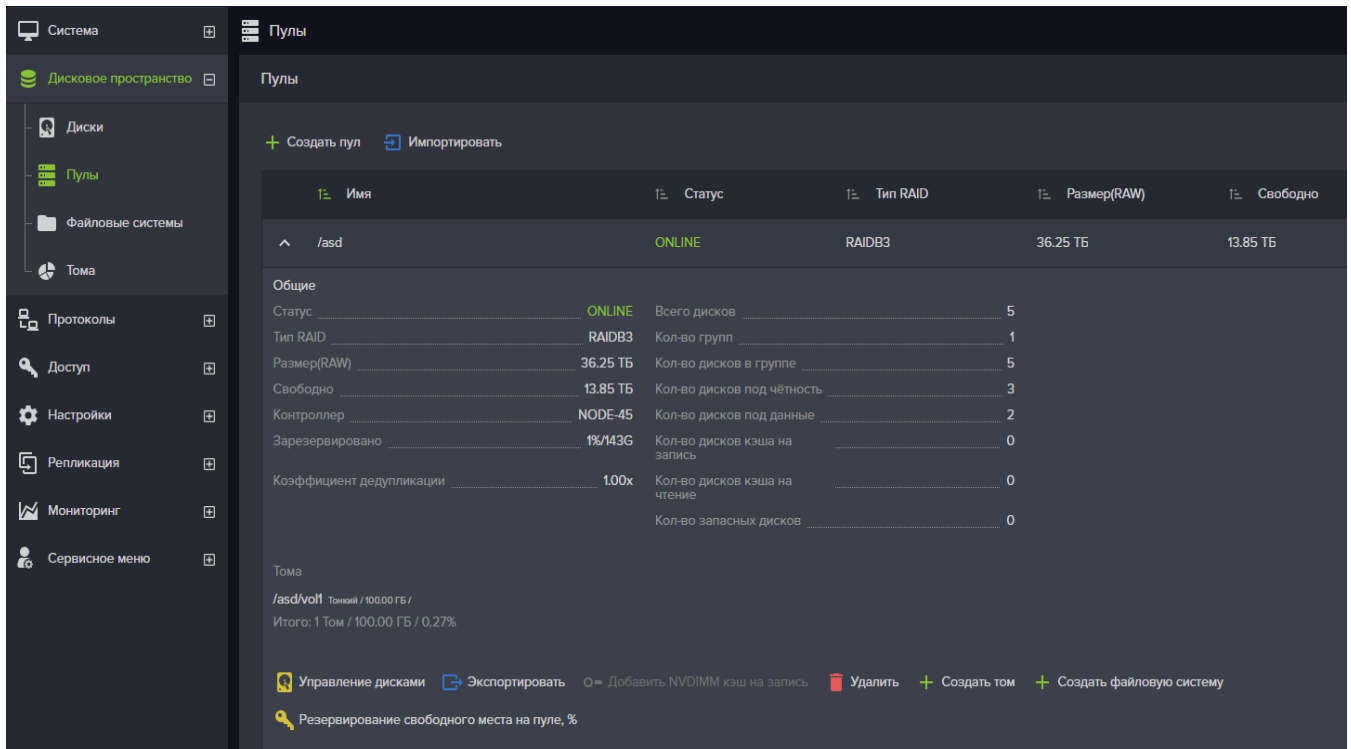 Система
Пулы
Дисковое пространство
Пулы
Диски
Создать пул
Импортировать
Пулы
Имя
Статус
Тип RAID
Размер(RAW)
Свободно
Файловые системы
/asd
ONLINE
RAIDB3
36.25 ТБ
13.85 ТБ
Тома
Общие
Протоколы
Статус ONLINE
Всего дисков 5
Тип RAID RAIDB3
Кол-во групп 1
Доступ
Размер(RAW) 36.25 ТБ
Кол-во дисков в группе 5
Свободно 13.85 ТБ
Кол-во дисков под чётность 3
Настройки
Контроллер NODE-45
Кол-во дисков под данные 2
Зарезервировано 1%/143G
Кол-во дисков кэша на запись 0
Репликация
Коэффициент дедупликации 1.00x
Кол-во дисков кэша на чтение 0
Мониторинг
Кол-во запасных дисков 0
Сервисное меню
Тома
/asd/vol1 Тонкий / 100.00 ГБ /
Итого: 1 Том / 100.00 ГБ / 0.27%
Управление дисками
Экспортировать
Добавить NVDIMM кэш на запись
Удалить
Создать том
Создать файловую систему
Резервирование свободного места на пуле, %